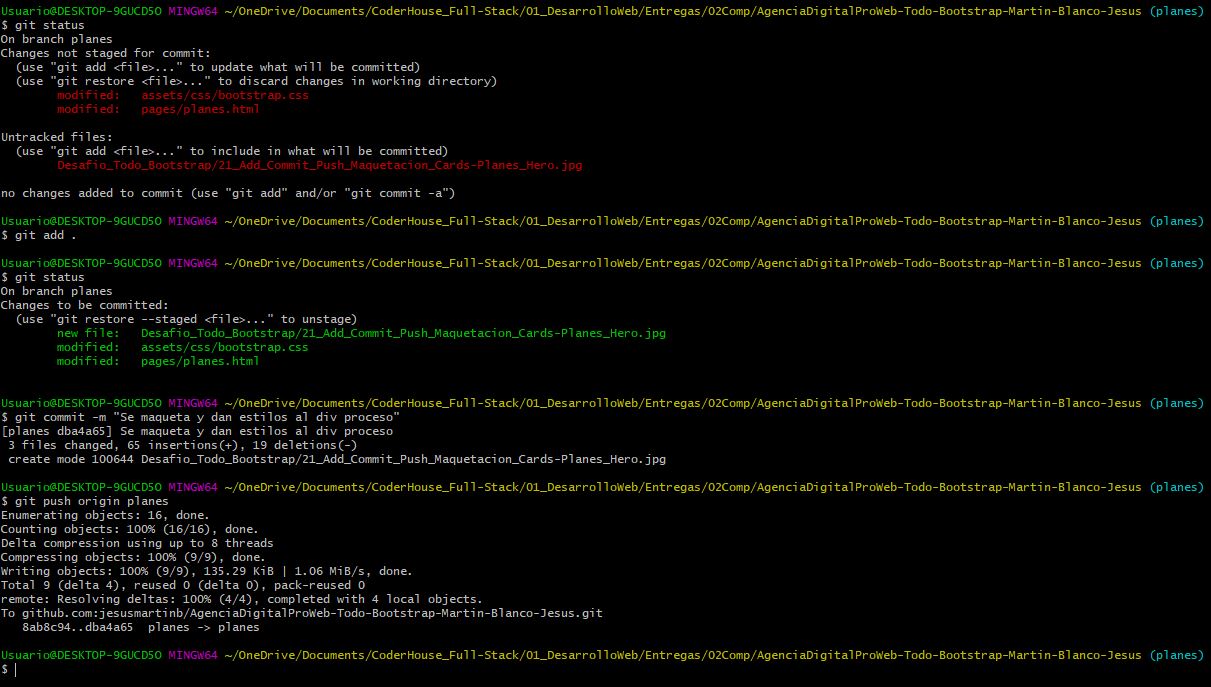 Usuario@DESKTOP-9GUCD5O MINGW64 ~/OneDrive/Documents/CoderHouse_Full-Stack/01_DesarrolloWeb/Entregas/02Comp/AgenciaDigitalProWeb-Todo-Bootstrap-Martin-Blanco-Jesus (planes)
$ git status
On branch planes
Changes not staged for commit:
  (use "git add <file>..." to update what will be committed)
  (use "git restore <file>..." to discard changes in working directory)
        modified:   assets/css/bootstrap.css
        modified:   pages/planes.html

Untracked files:
  (use "git add <file>..." to include in what will be committed)
        Desafio_Todo_Bootstrap/21_Add_Commit_Push_Maquetacion_Cards-Planes_Hero.jpg

no changes added to commit (use "git add" and/or "git commit -a")

Usuario@DESKTOP-9GUCD5O MINGW64 ~/OneDrive/Documents/CoderHouse_Full-Stack/01_DesarrolloWeb/Entregas/02Comp/AgenciaDigitalProWeb-Todo-Bootstrap-Martin-Blanco-Jesus (planes)
$ git add .

Usuario@DESKTOP-9GUCD5O MINGW64 ~/OneDrive/Documents/CoderHouse_Full-Stack/01_DesarrolloWeb/Entregas/02Comp/AgenciaDigitalProWeb-Todo-Bootstrap-Martin-Blanco-Jesus (planes)
$ git status
On branch planes
Changes to be committed:
  (use "git restore --staged <file>..." to unstage)
        new file:   Desafio_Todo_Bootstrap/21_Add_Commit_Push_Maquetacion_Cards-Planes_Hero.jpg
        modified:   assets/css/bootstrap.css
        modified:   pages/planes.html

Usuario@DESKTOP-9GUCD5O MINGW64 ~/OneDrive/Documents/CoderHouse_Full-Stack/01_DesarrolloWeb/Entregas/02Comp/AgenciaDigitalProWeb-Todo-Bootstrap-Martin-Blanco-Jesus (planes)
$ git commit -m "Se maqueta y dan estilos al div proceso"
[planes dba4a65] Se maqueta y dan estilos al div proceso
 3 files changed, 65 insertions(+), 19 deletions(-)
 create mode 100644 Desafio_Todo_Bootstrap/21_Add_Commit_Push_Maquetacion_Cards-Planes_Hero.jpg

Usuario@DESKTOP-9GUCD5O MINGW64 ~/OneDrive/Documents/CoderHouse_Full-Stack/01_DesarrolloWeb/Entregas/02Comp/AgenciaDigitalProWeb-Todo-Bootstrap-Martin-Blanco-Jesus (planes)
$ git push origin planes
Enumerating objects: 16, done.
Counting objects: 100% (16/16), done.
Delta compression using up to 8 threads
Compressing objects: 100% (9/9), done.
Writing objects: 100% (9/9), 135.29 KiB | 1.06 MiB/s, done.
Total 9 (delta 4), reused 0 (delta 0), pack-reused 0
remote: Resolving deltas: 100% (4/4), completed with 4 local objects.
To github.com:jesusmartinb/AgenciaDigitalProWeb-Todo-Bootstrap-Martin-Blanco-Jesus.git
   8ab8c94..dba4a65  planes -> planes

Usuario@DESKTOP-9GUCD5O MINGW64 ~/OneDrive/Documents/CoderHouse_Full-Stack/01_DesarrolloWeb/Entregas/02Comp/AgenciaDigitalProWeb-Todo-Bootstrap-Martin-Blanco-Jesus (planes)
$